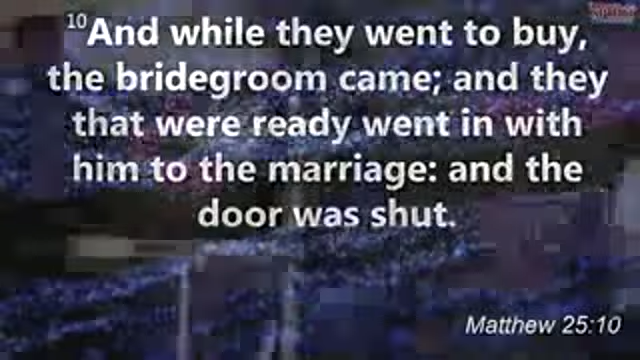 10And while they went to buy,
the bridegroom came; and they
that were ready went in with
him to the marriage: and the
door was shut.
Matthew 25:10